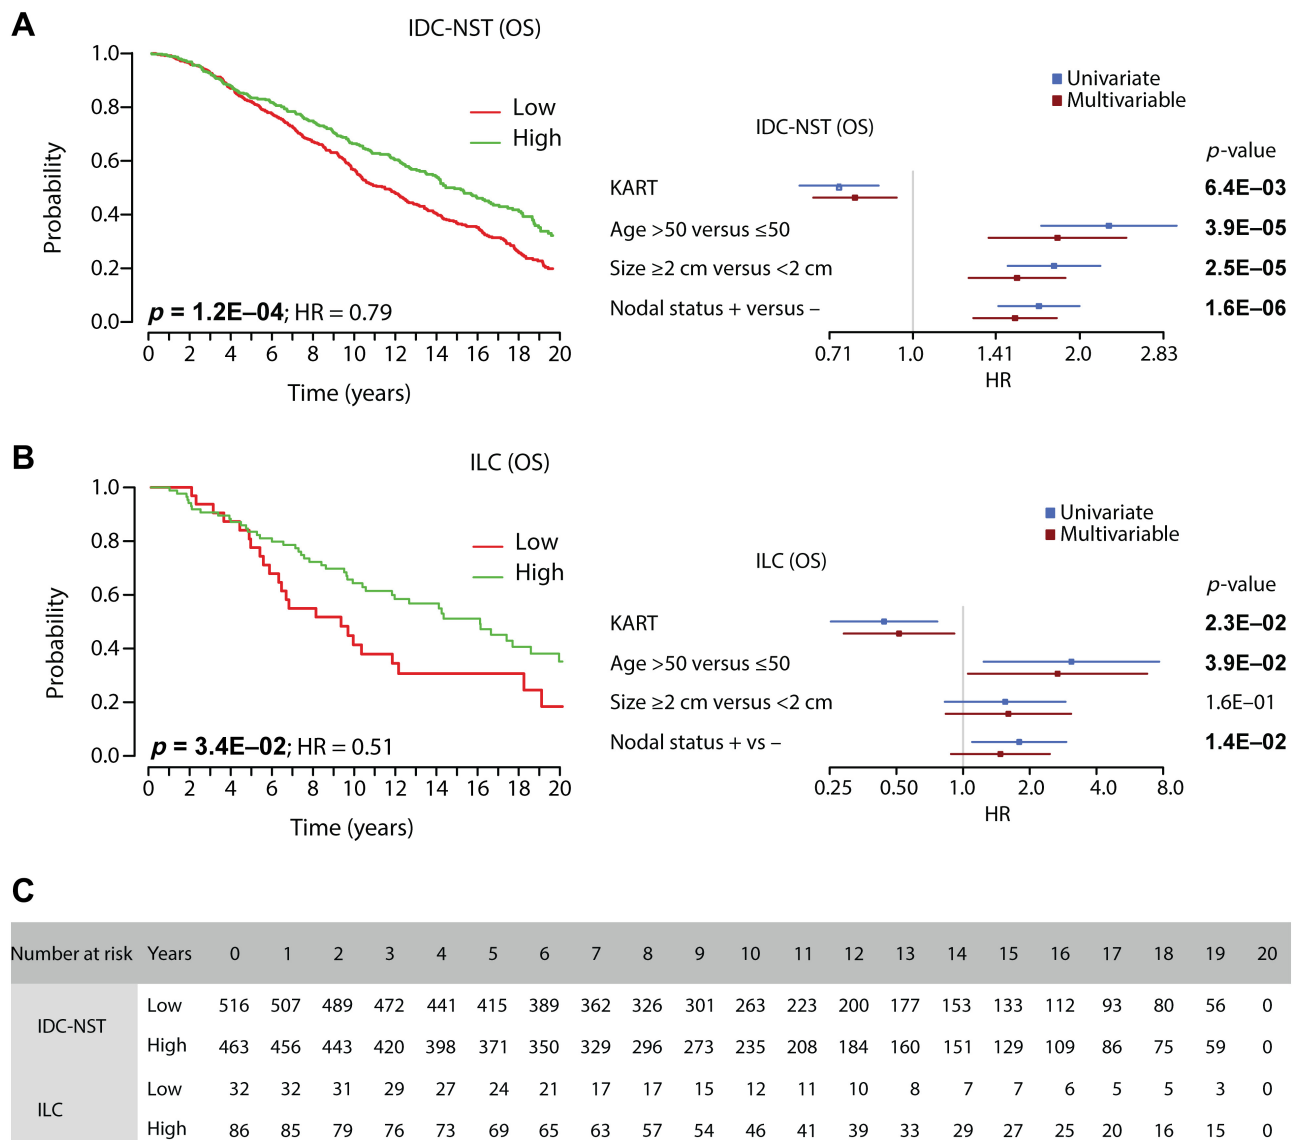 A
IDC-NST (OS)
1.0
0.8
0.6
0.4
0.2
0.0
Probability
Low
High
p = 1.2E–04; HR = 0.79
0 2 4 6 8 10 12 14 16 18 20
Time (years)
Univariate
Multivariable
IDC-NST (OS)
p-value
KART 6.4E–03
Age >50 versus ≤50 3.9E–05
Size ≥2 cm versus <2 cm 2.5E–05
Nodal status + versus – 1.6E–06
0.71 1.0 1.41 2.0 2.83
HR
B
ILC (OS)
1.0
0.8
0.6
0.4
0.2
0.0
Probability
Low
High
p = 3.4E–02; HR = 0.51
0 2 4 6 8 10 12 14 16 18 20
Time (years)
Univariate
Multivariable
ILC (OS)
p-value
KART 2.3E–02
Age >50 versus ≤50 3.9E–02
Size ≥2 cm versus <2 cm 1.6E–01
Nodal status + vs – 1.4E–02
0.25 0.50 1.0 2.0 4.0 8.0
HR
C
Number at risk Years 0 1 2 3 4 5 6 7 8 9 10 11 12 13 14 15 16 17 18 19 20
IDC-NST
Low 516 507 489 472 441 415 389 362 326 301 263 223 200 177 153 133 112 93 80 56 0
High 463 456 443 420 398 371 350 329 296 273 235 208 184 160 151 129 109 86 75 59 0
ILC
Low 32 32 31 29 27 24 21 17 17 15 12 11 10 8 7 7 6 5 5 3 0
High 86 85 79 76 73 69 65 63 57 54 46 41 39 33 29 27 25 20 16 15 0